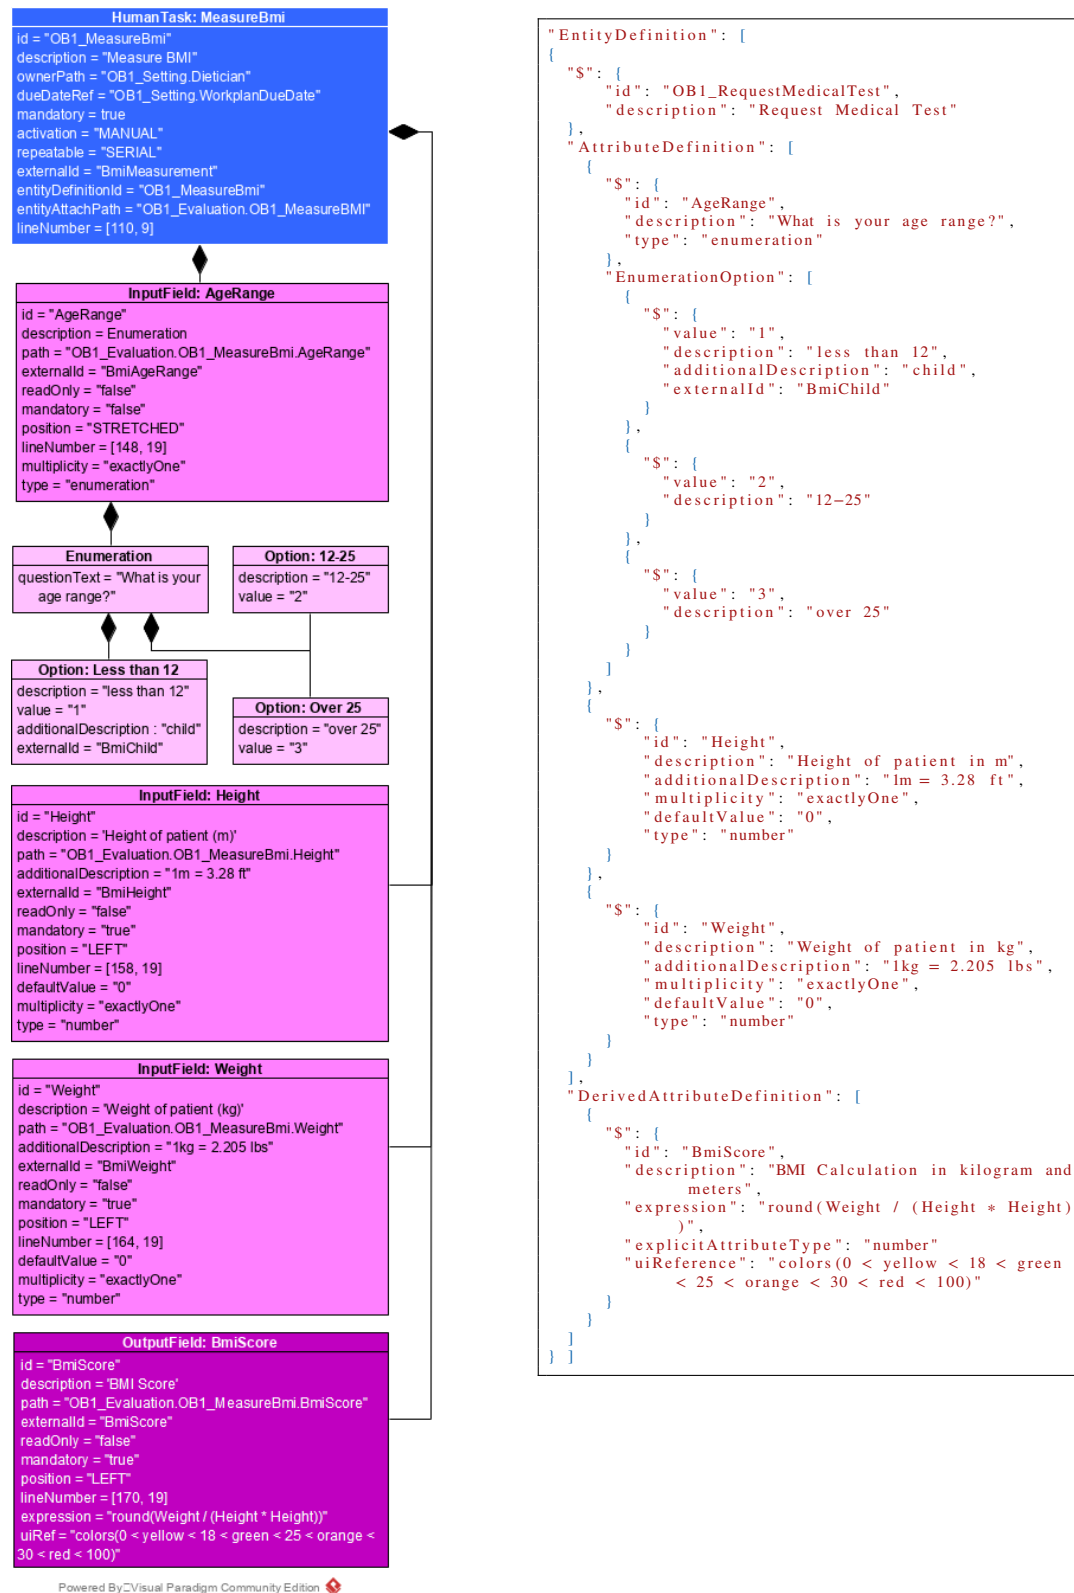 HumanTask: MeasureBmi
id = "OB1_MeasureBmi"
description = "Measure BMI"
ownerPath = "OB1_Setting.Dietician"
dueDateRef = "OB1_Setting.WorkplanDueDate"
mandatory = true
activation = "MANUAL"
repeatable = "SERIAL"
externalId = "BmiMeasurement"
entityDefinitionId = "OB1_MeasureBmi"
entityAttachPath = "OB1_Evaluation.OB1_MeasureBMI"
lineNumber = [110, 9]
InputField: AgeRange
id = "AgeRange"
description = Enumeration
path = "OB1_Evaluation.OB1_MeasureBmi.AgeRange"
externalId = "BmiAgeRange"
readOnly = "false"
mandatory = "false"
position = "STRETCHED"
lineNumber = [148, 19]
multiplicity = "exactlyOne"
type = "enumeration"
Enumeration
questionText = "What is your
age range?"
Option: 12-25
description = "12-25"
value = "2"
Option: Less than 12
description = "less than 12"
value = "1"
additionalDescription : "child"
externalId = "BmiChild"
Option: Over 25
description = "over 25"
value = "3"
InputField: Height
id = "Height"
description = 'Height of patient (m)'
path = "OB1_Evaluation.OB1_MeasureBmi.Height"
additionalDescription = "1m = 3.28 ft"
externalId = "BmiHeight"
readOnly = "false"
mandatory = "true"
position = "LEFT"
lineNumber = [158, 19]
defaultValue = "0"
multiplicity = "exactlyOne"
type = "number"
InputField: Weight
id = "Weight"
description = 'Weight of patient (kg)'
path = "OB1_Evaluation.OB1_MeasureBmi.Weight"
additionalDescription = "1kg = 2.205 lbs"
externalId = "BmiWeight"
readOnly = "false"
mandatory = "true"
position = "LEFT"
lineNumber = [164, 19]
defaultValue = "0"
multiplicity = "exactlyOne"
type = "number"
OutputField: BmiScore
id = "BmiScore"
description = 'BMI Score'
path = "OB1_Evaluation.OB1_MeasureBmi.BmiScore"
externalId = "BmiScore"
readOnly = "false"
mandatory = "true"
position = "LEFT"
lineNumber = [170, 19]
expression = "round(Weight / (Height * Height))"
uiRef = "colors(0 < yellow < 18 < green < 25 < orange <
30 < red < 100)"
Powered By Visual Paradigm Community Edition
"EntityDefinition": [
{
"$": {
"id": "OB1_RequestMedicalTest",
"description": "Request Medical Test"
},
"AttributeDefinition": [
{
"$": {
"id": "AgeRange",
"description": "What is your age range?",
"type": "enumeration"
},
"EnumerationOption": [
{
"$": {
"value": "1",
"description": "less than 12",
"additionalDescription": "child",
"externalId": "BmiChild"
}
},
{
"$": {
"value": "2",
"description": "12−25"
}
},
{
"$": {
"value": "3",
"description": "over 25"
}
}
]
},
{
"$": {
"id": "Height",
"description": "Height of patient in m",
"additionalDescription": "1m = 3.28 ft",
"multiplicity": "exactlyOne",
"defaultValue": "0",
"type": "number"
}
},
{
"$": {
"id": "Weight",
"description": "Weight of patient in kg",
"additionalDescription": "1kg = 2.205 lbs",
"multiplicity": "exactlyOne",
"defaultValue": "0",
"type": "number"
}
}
],
"DerivedAttributeDefinition": [
{
"$": {
"id": "BmiScore",
"description": "BMI Calculation in kilogram and
meters",
"expression": "round(Weight / (Height * Height)
)",
"explicitAttributeType": "number"
"uiReference": "colors(0 < yellow < 18 < green
< 25 < orange < 30 < red < 100)"
}
}
]
} ]